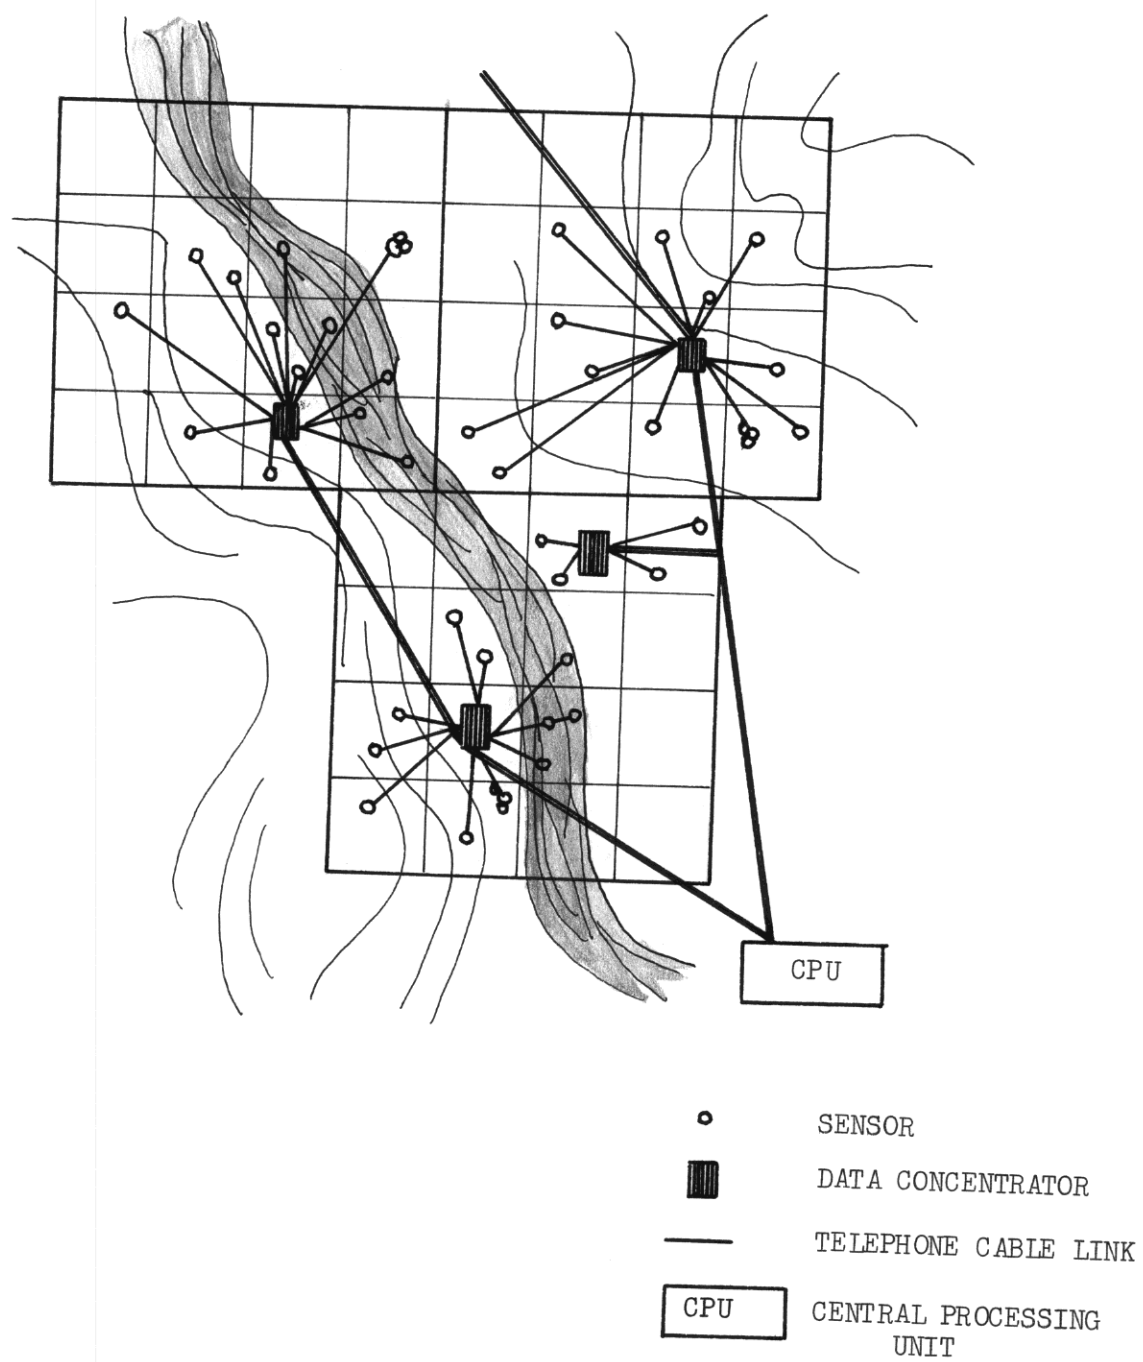 CPU
SENSOR
DATA CONCENTRATOR
TELEPHONE CABLE LINK
CPU
CENTRAL PROCESSING
UNIT